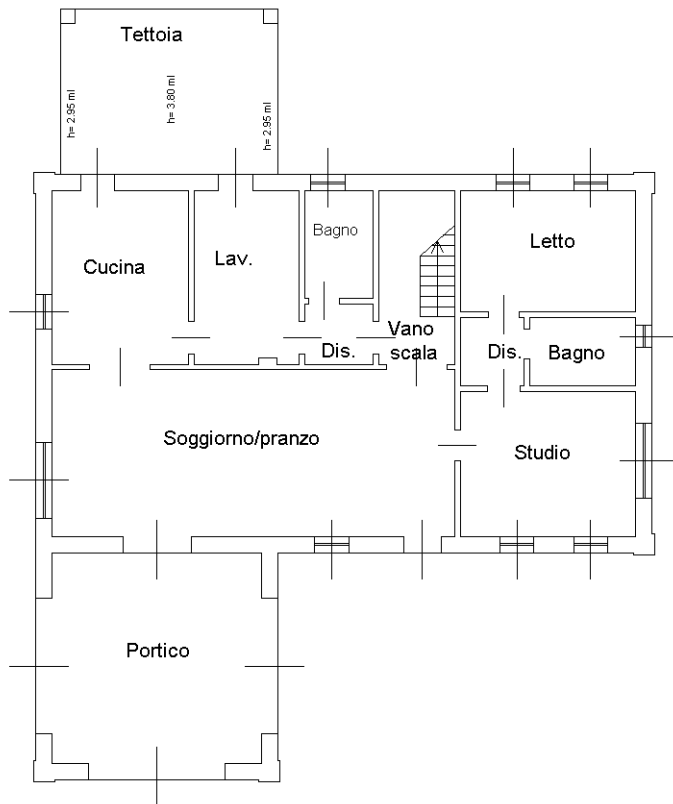 Tettoia
h= 2.95 ml
h= 3.80 ml
h= 2.95 ml
Bagno
Letto
Cucina
Lav.
Vano
scala
Dis.
Dis.
Bagno
Soggiorno/pranzo
Studio
Portico